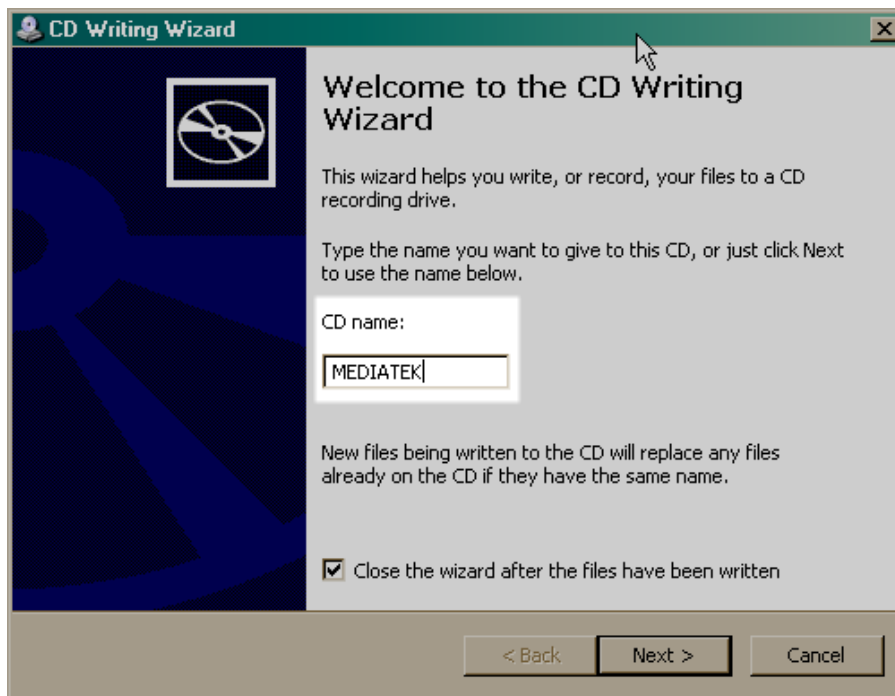 CD Writing Wizard
Welcome to the CD Writing
Wizard
This wizard helps you write, or record, your files to a CD
recording drive.
Type the name you want to give to this CD, or just click Next
to use the name below.
CD name:
MEDIATEK
New files being written to the CD will replace any files
already on the CD if they have the same name.
Close the wizard after the files have been written
< Back Next > Cancel